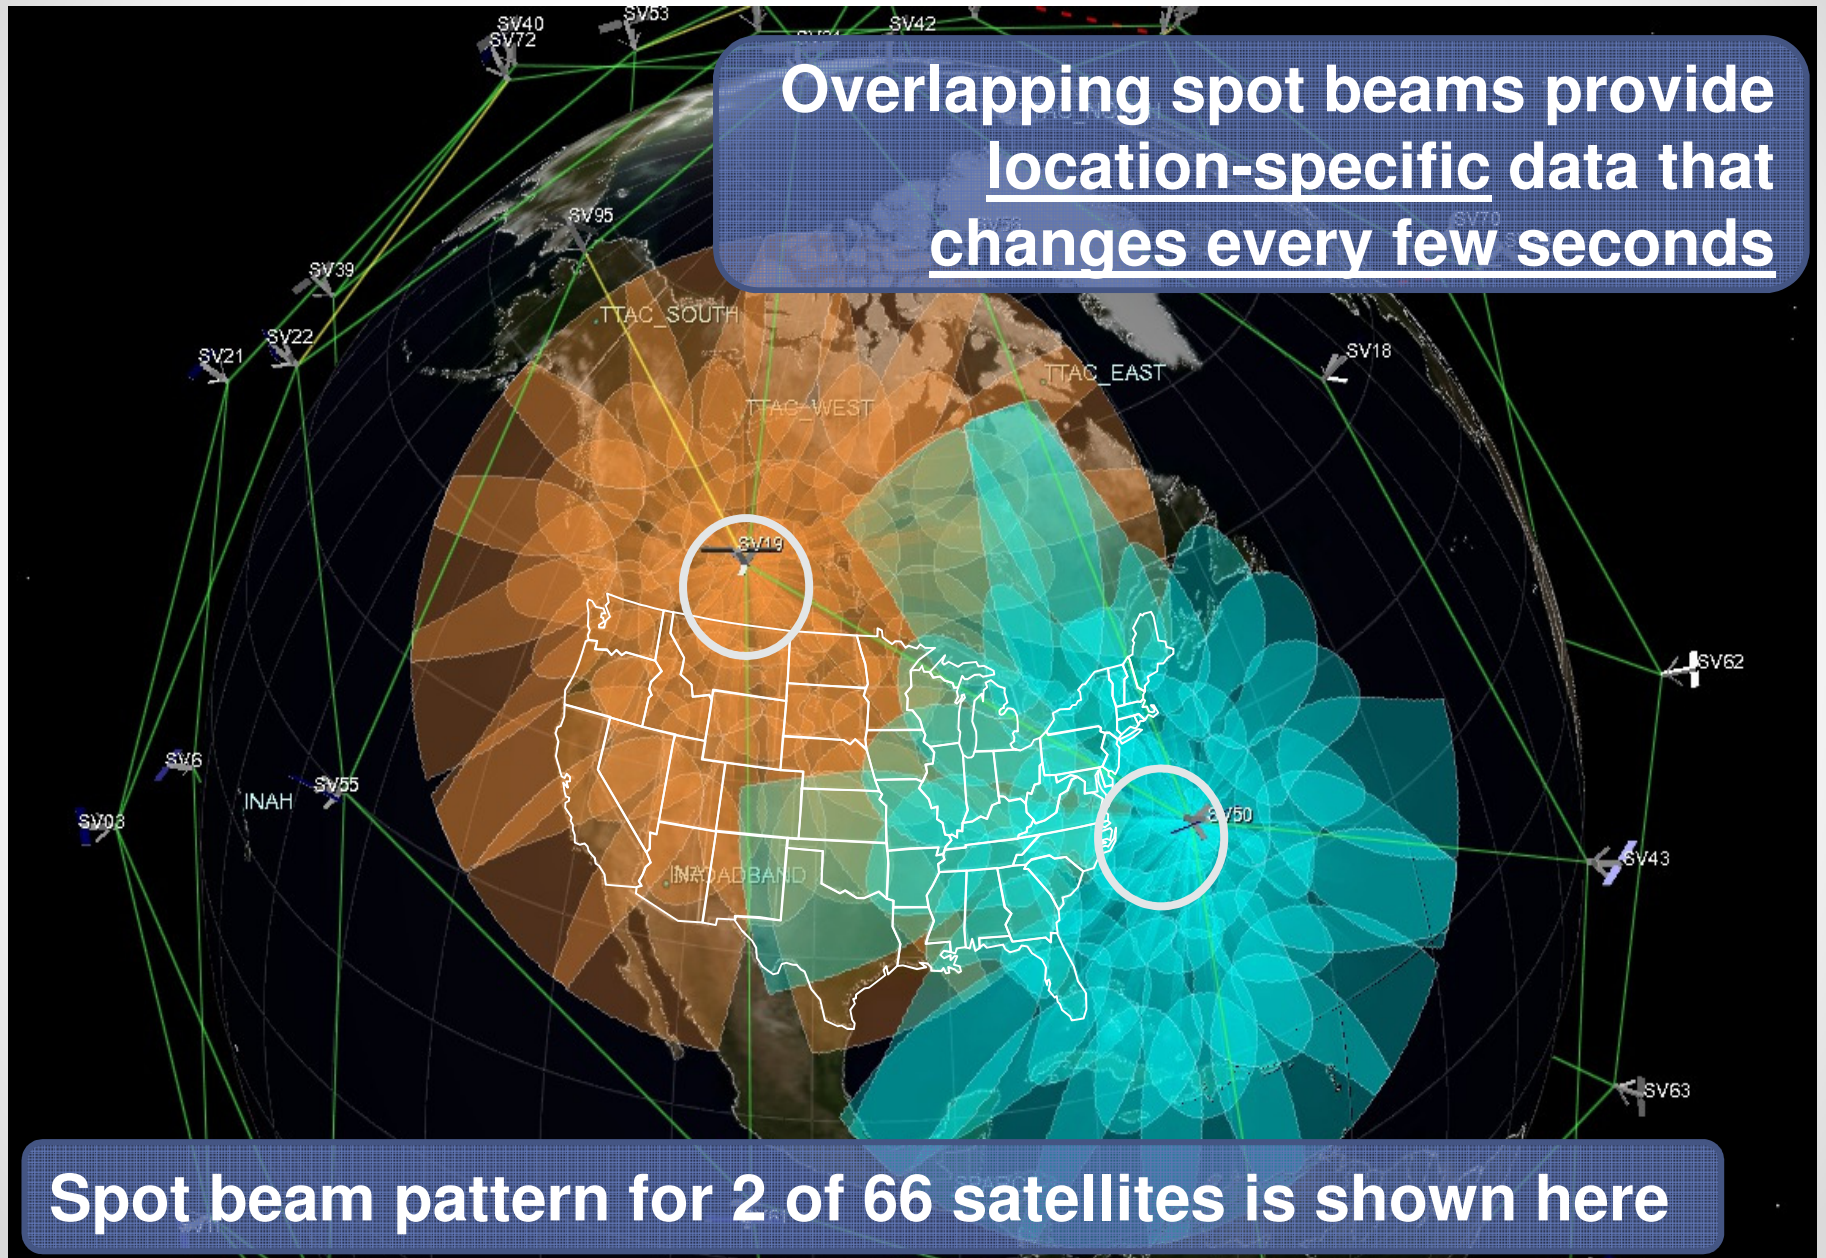 SV40
SV53
SV42
SV72
Overlapping spot beams provide
location-specific data that
changes every few seconds
SV95
SV70
SV39
TTAC_SOUTH
SV22
SV21
SV18
TTAC_EAST
TTAC_WEST
SV19
SV62
SV6
SV55
INAH
SV03
SV50
SV43
BROADBAND
SV63
Spot beam pattern for 2 of 66 satellites is shown here